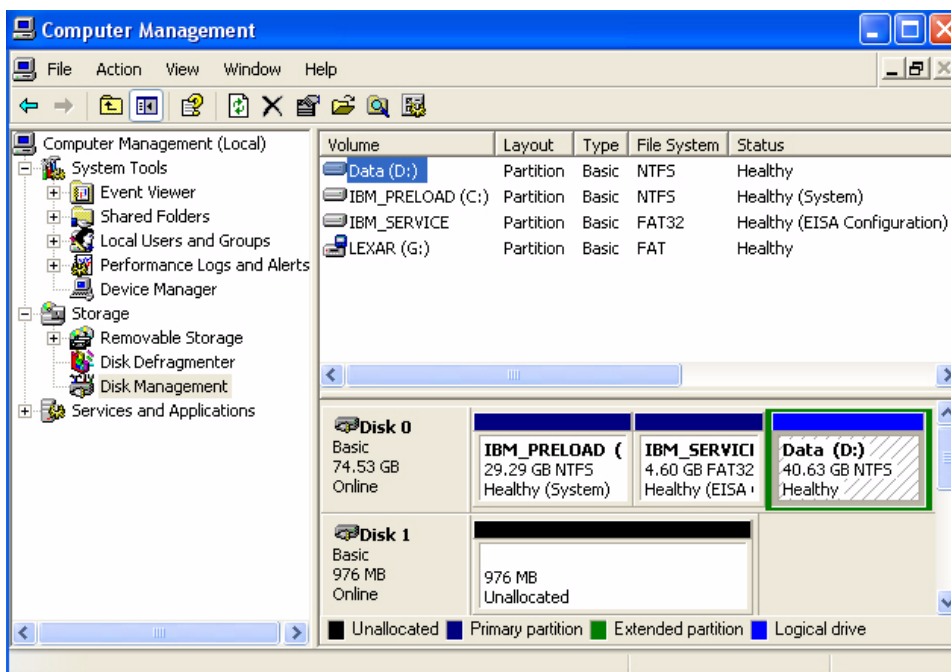 Computer Management
File Action View Window Help
Computer Management (Local)
System Tools
Event Viewer
Shared Folders
Local Users and Groups
Performance Logs and Alerts
Device Manager
Storage
Removable Storage
Disk Defragmenter
Disk Management
Services and Applications
Volume Layout Type File System Status
Data (D:) Partition Basic NTFS Healthy
IBM_PRELOAD (C:) Partition Basic NTFS Healthy (System)
IBM_SERVICE Partition Basic FAT32 Healthy (EISA Configuration)
LEXAR (G:) Partition Basic FAT Healthy
Disk 0
Basic
74.53 GB
Online
IBM_PRELOAD (
29.29 GB NTFS
Healthy (System)
IBM_SERVICI
4.60 GB FAT32
Healthy (EISA
Data (D:)
40.63 GB NTFS
Healthy
Disk 1
Basic
976 MB
Online
976 MB
Unallocated
Unallocated Primary partition Extended partition Logical drive